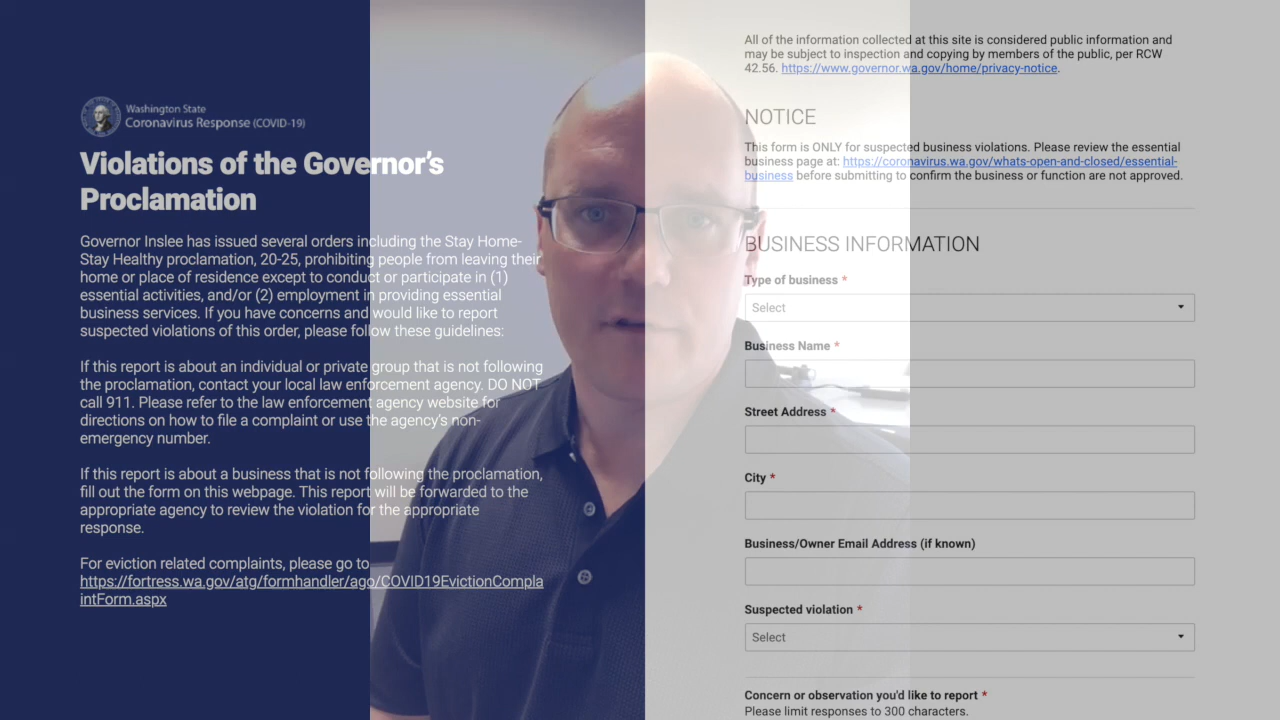 Washington State
Coronavirus Response (COVID-19)
Violations of the Governor's
Proclamation
Governor Inslee has issued several orders including the Stay Home-
Stay Healthy proclamation, 20-25, prohibiting people from leaving their
home or place of residence except to conduct or participate in (1)
essential activities, and/or (2) employment in providing essential
business services. If you have concerns and would like to report
suspected violations of this order, please follow these guidelines:
If this report is about an individual or private group that is not following
the proclamation, contact your local law enforcement agency. DO NOT
call 911. Please refer to the law enforcement agency website for
directions on how to file a complaint or use the agency's non-
emergency number.
If this report is about a business that is not following the proclamation,
fill out the form on this webpage. This report will be forwarded to the
appropriate agency to review the violation for the appropriate
response.
For eviction related complaints, please go to
https://fortress.wa.gov/atg/formhandler/ago/COVID19EvictionCompla
intForm.aspx
All of the information collected at this site is considered public information and
may be subject to inspection and copying by members of the public, per RCW
42.56. https://www.governor.wa.gov/home/privacy-notice.
NOTICE
This form is ONLY for suspected business violations. Please review the essential
business page at: https://coronavirus.wa.gov/whats-open-and-closed/essential-
business before submitting to confirm the business or function are not approved.
BUSINESS INFORMATION
Type of business *
Select
Business Name *
Street Address *
City *
Business/Owner Email Address (if known)
Suspected violation *
Select
Concern or observation you'd like to report *
Please limit responses to 300 characters.